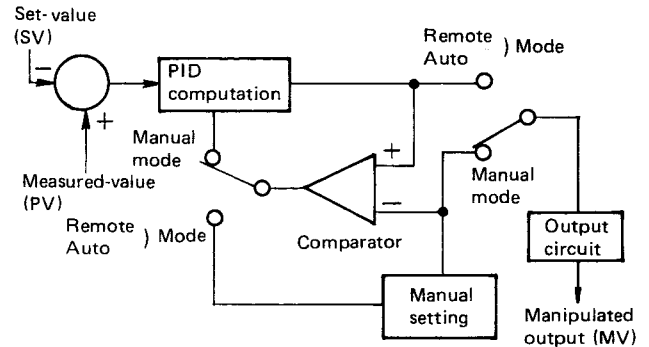 Set-value
(SV)
−
+
Measured-value
(PV)
PID
computation
Manual
mode
Remote
Auto
) Mode
+
−
Comparator
Remote
Auto
) Mode
Manual
mode
Manual
setting
Output
circuit
Manipulated
output (MV)